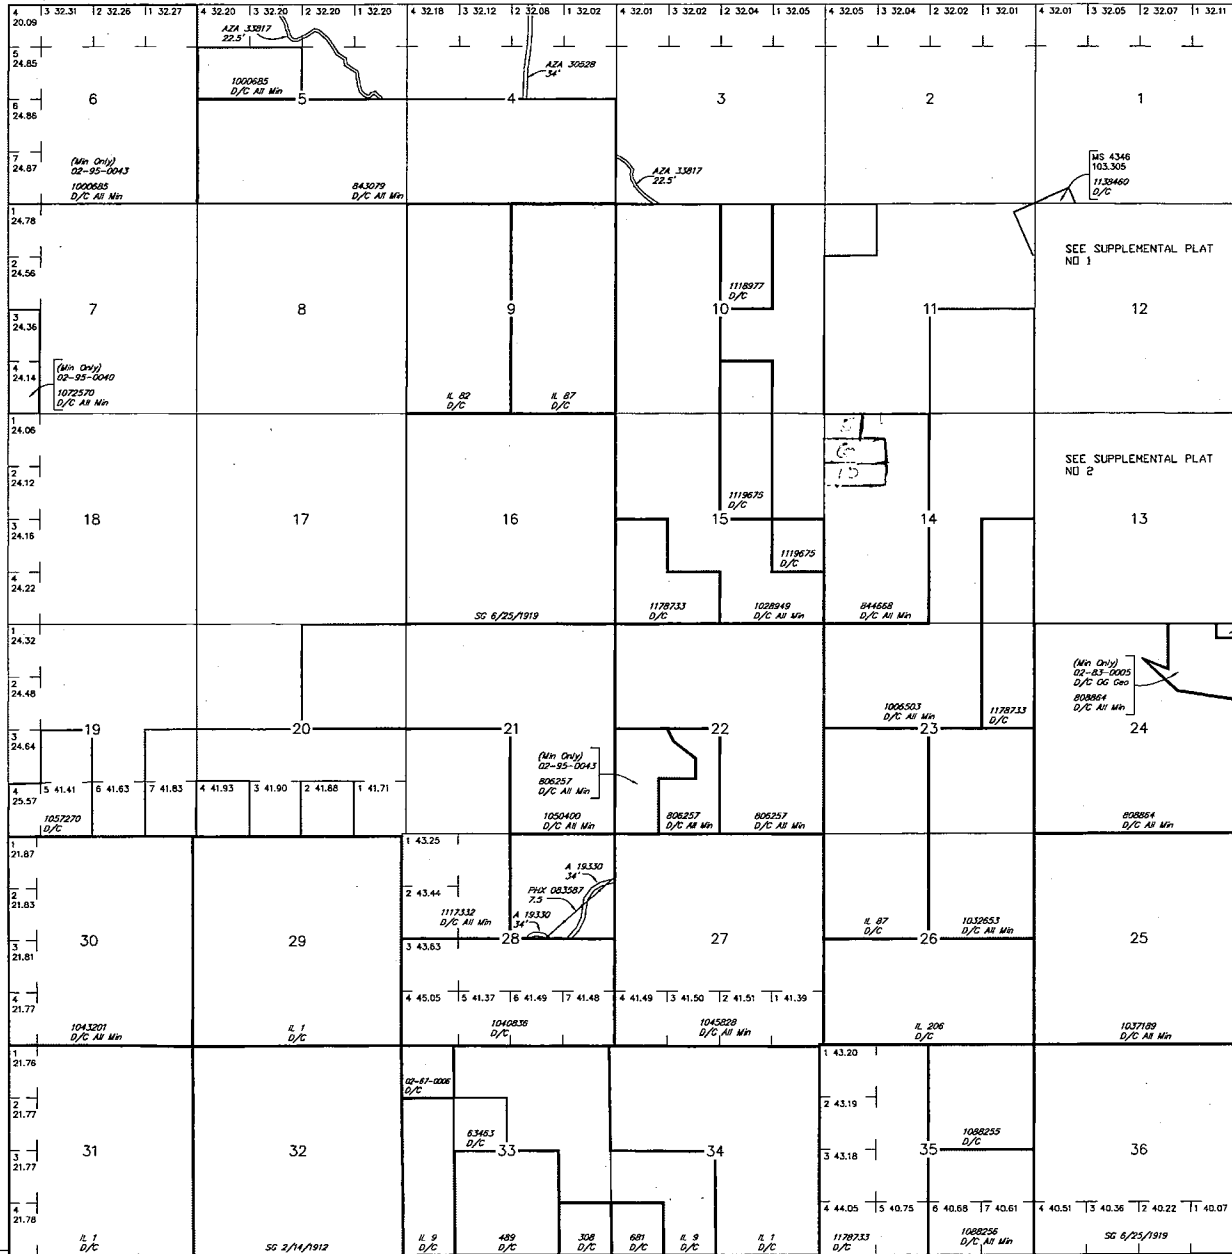 4 3 32.31 2 32.26 1 32.27 4 32.20 3 32.20 2 32.20 1 32.20 4 32.18 3 32.12 2 32.08 1 32.02 4 32.01 3 32.02 2 32.04 1 32.05 4 32.05 3 32.04 2 32.02 1 32.01 4 32.01 3 32.05 2 32.07 1 32.11
20.09
5
24.85
6
24.86
7
24.87
6
(Min Only)
02-95-0043
1000685
D/C All Min
AZA 33817
22.5'
1000685
D/C All Min
5
843079
D/C All Min
AZA 30528
34'
4
3
AZA 33817
22.5'
2
1
MS 4346
103.305
1138460
D/C
1
24.78
2
24.56
3
24.36
4
24.14
7
(Min Only)
02-95-0040
1072570
D/C All Min
8
9
IL 82
D/C
IL 87
D/C
1118977
D/C
10
11
SEE SUPPLEMENTAL PLAT
NO 1
12
1
24.06
2
24.12
3
24.16
4
24.22
18
17
16
SG 6/25/1919
1119675
D/C
15
1119675
D/C
1178733
D/C
1028949
D/C All Min
14
844668
D/C All Min
SEE SUPPLEMENTAL PLAT
NO 2
13
1
24.32
2
24.48
3
24.64
4
25.57
19
5 41.41 6 41.63 7 41.83 4 41.93 3 41.90 2 41.88 1 41.71
1057270
D/C
20
21
(Min Only)
02-95-0043
806257
D/C All Min
1050400
D/C All Min
22
806257
D/C All Min
806257
D/C All Min
1006503
D/C All Min
1178733
D/C
23
(Min Only)
02-83-0005
D/C OG Geo
808864
D/C All Min
24
808864
D/C All Min
1
21.87
2
21.83
3
21.81
4
21.77
30
1043201
D/C All Min
29
IL 1
D/C
1 43.25
2 43.44
1117332
D/C All Min
3 43.63
A 19330
34'
PHX 083587
7.5
A 19330
34'
28
4 45.05 5 41.37 6 41.49 7 41.48 4 41.49 3 41.50 2 41.51 1 41.39
1040836
D/C
27
1045828
D/C All Min
IL 87
D/C
26
1032653
D/C All Min
IL 206
D/C
25
1037189
D/C All Min
1
21.76
2
21.77
3
21.77
4
21.78
31
IL 1
D/C
32
SG 2/14/1912
02-67-0006
D/C
63463
D/C
33
IL 9
D/C
489
D/C
308
D/C
34
681
D/C
IL 9
D/C
IL 1
D/C
1 43.20
2 43.19
3 43.18
1088255
D/C
35
4 44.05 5 40.75 6 40.68 7 40.61 4 40.51 3 40.36 2 40.22 1 40.07
1178733
D/C
1088256
D/C All Min
36
SG 6/25/1919